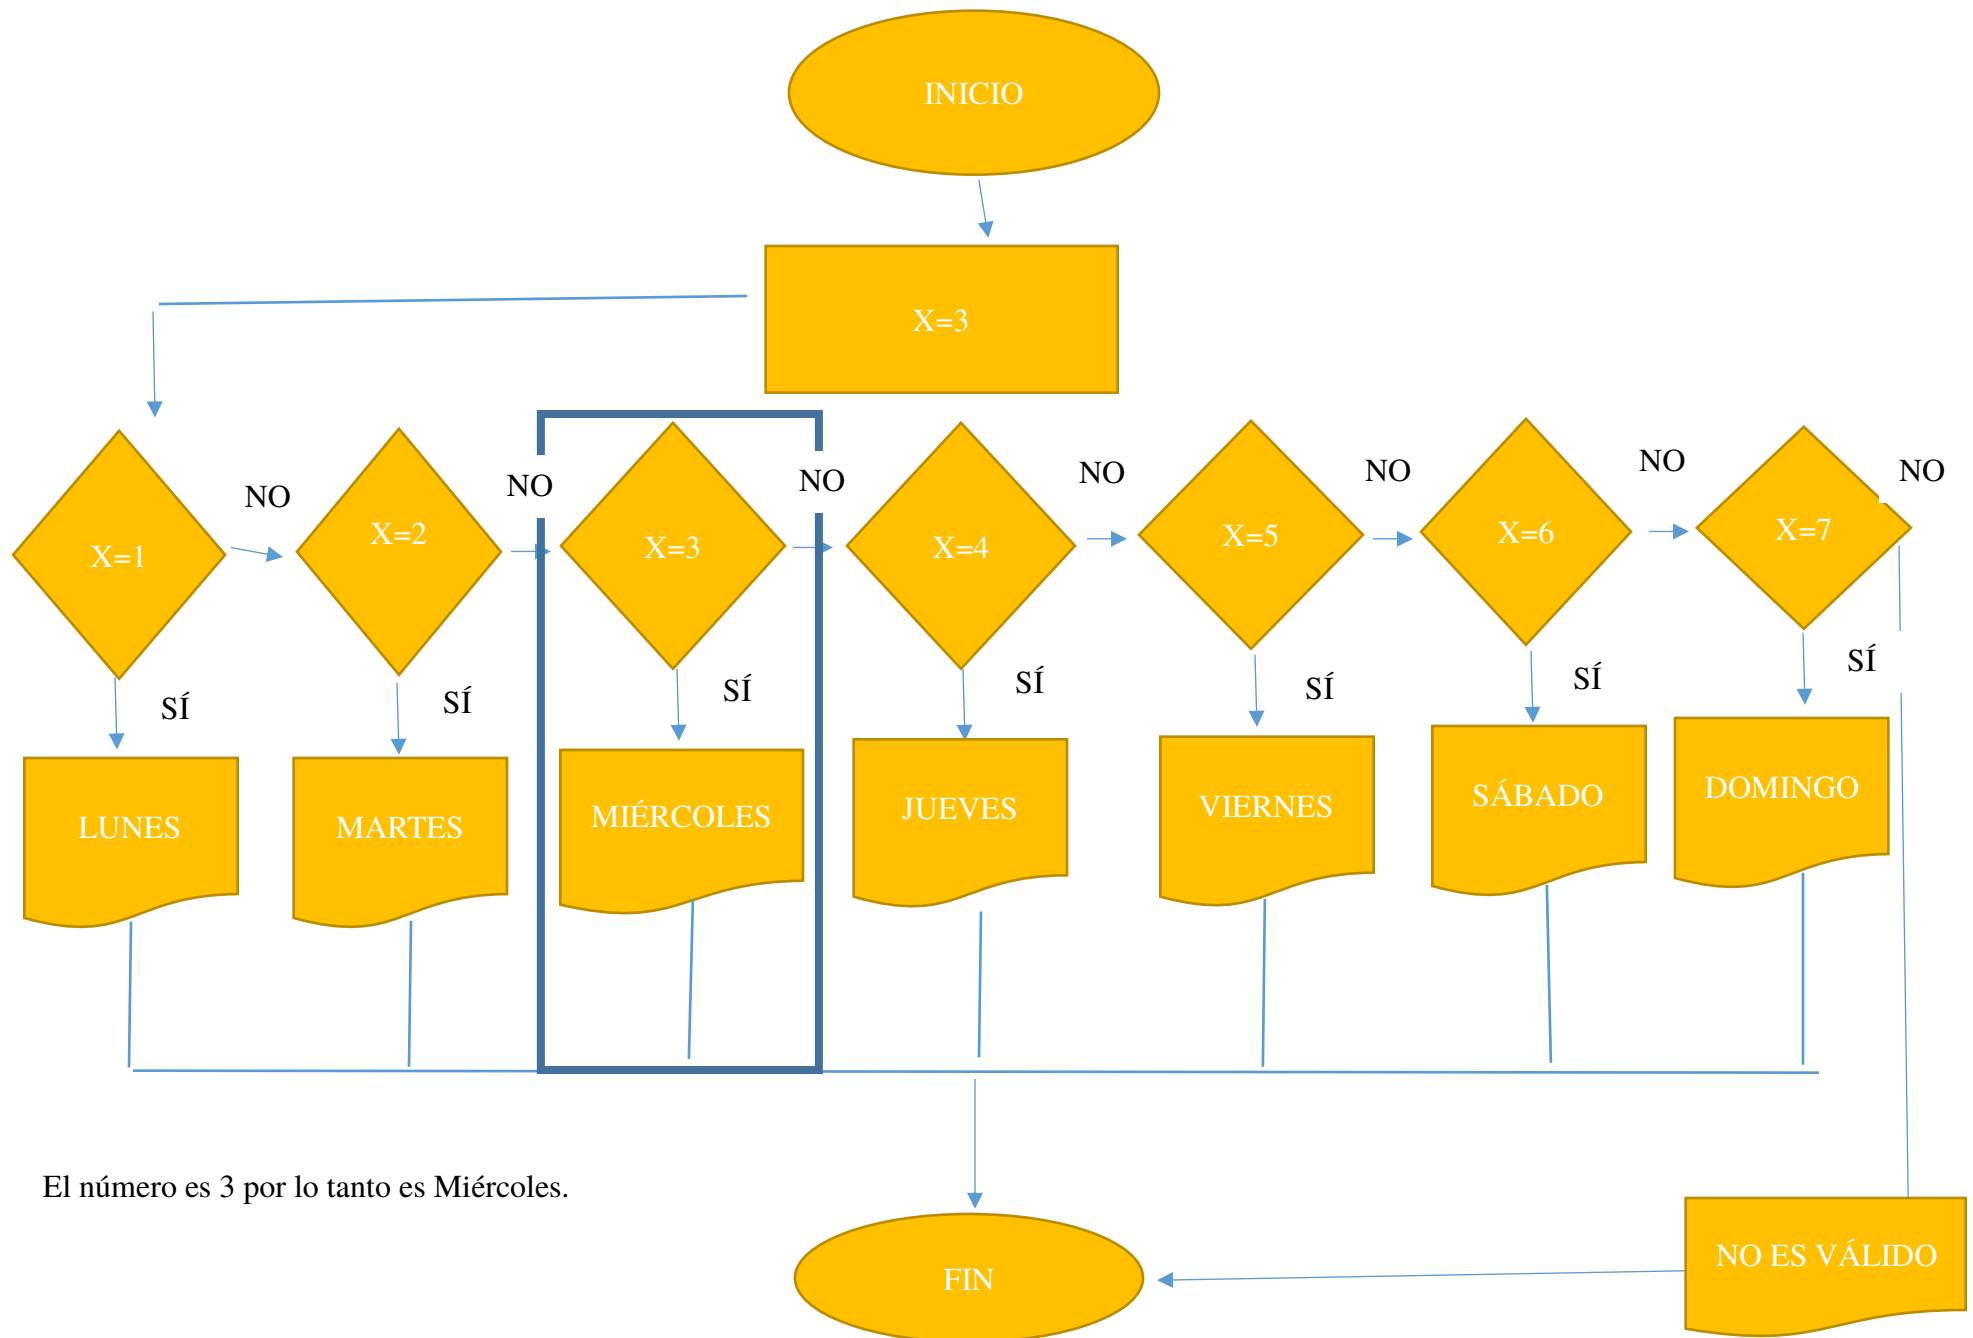 INICIO
X=3
X=1
NO
X=2
NO
X=3
NO
X=4
NO
X=5
NO
X=6
NO
X=7
NO
SÍ
SÍ
SÍ
SÍ
SÍ
SÍ
SÍ
LUNES
MARTES
MIÉRCOLES
JUEVES
VIERNES
SÁBADO
DOMINGO
El número es 3 por lo tanto es Miércoles.
FIN
NO ES VÁLIDO